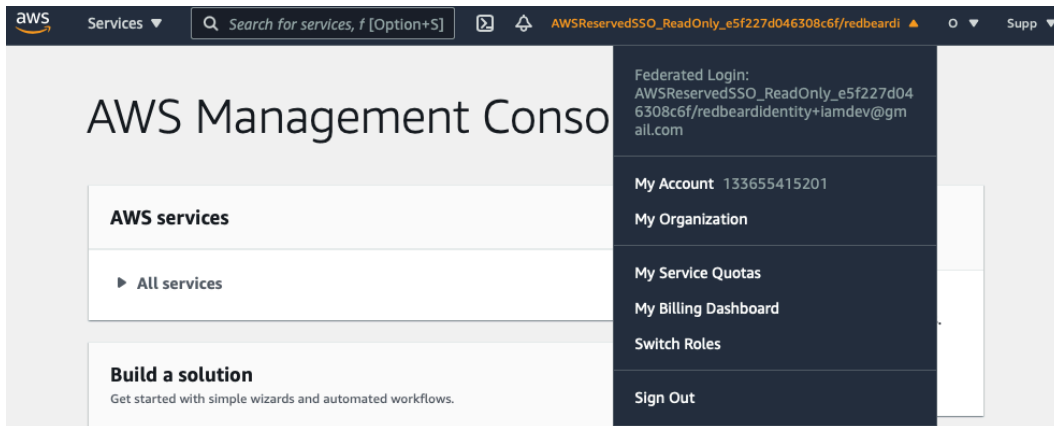 aws
Services ▼
Search for services, f [Option+S]
AWSReservedSSO_ReadOnly_e5f227d046308c6f/redbeardi ▲
O ▼
Supp ▼
AWS Management Conso
Federated Login:
AWSReservedSSO_ReadOnly_e5f227d04
6308c6f/redbeardidentity+iamdev@gm
ail.com
My Account 133655415201
My Organization
AWS services
▶ All services
My Service Quotas
My Billing Dashboard
Switch Roles
Build a solution
Get started with simple wizards and automated workflows.
Sign Out